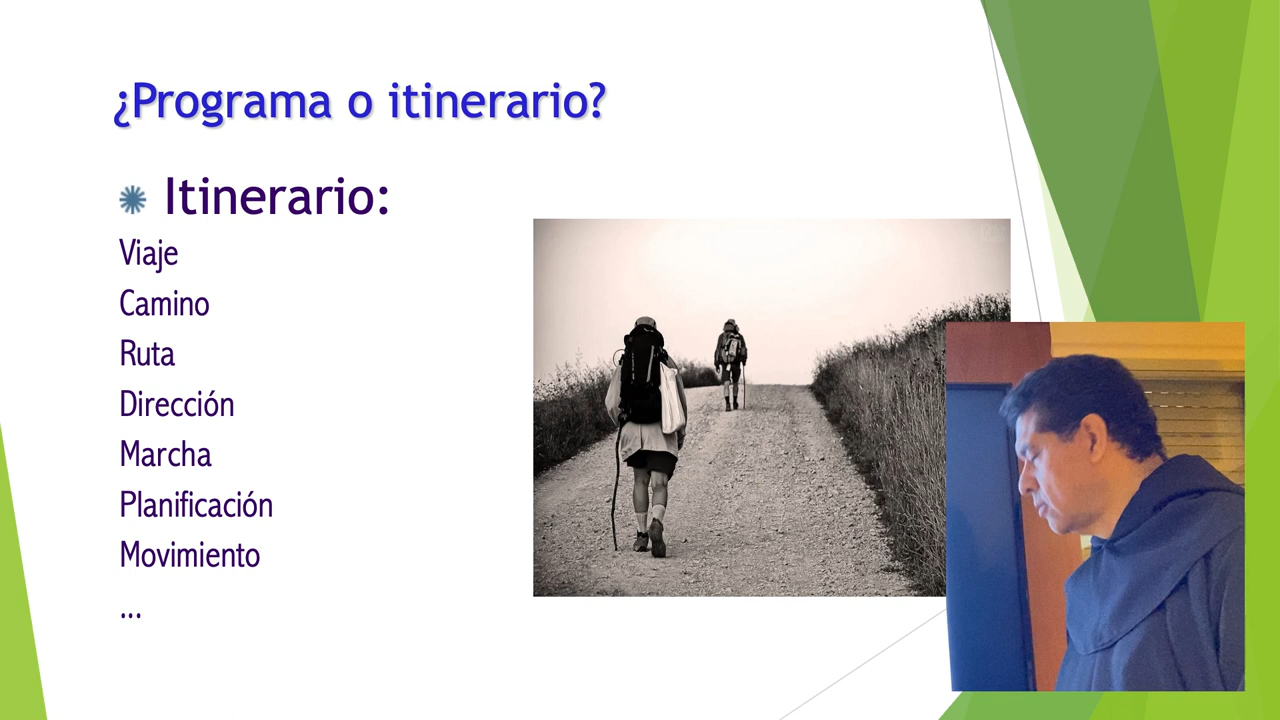 ¿Programa o itinerario?
Itinerario:
Viaje
Camino
Ruta
Dirección
Marcha
Planificación
Movimiento
...